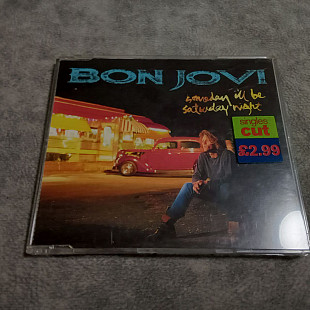 BON JOVI
someday i'll be
saturday night
singles
cut
£2.99